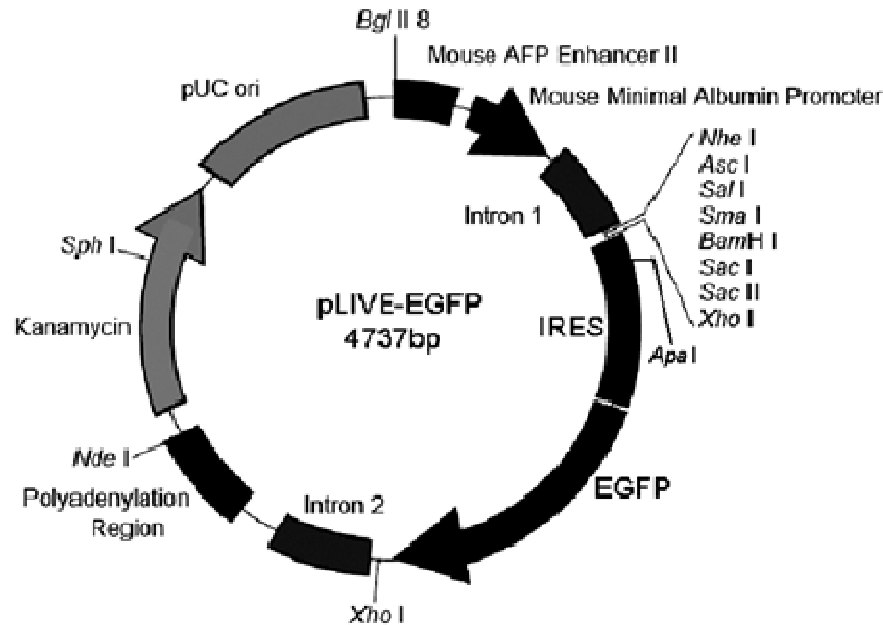 Bgl II 8
Mouse AFP Enhancer II
Mouse Minimal Albumin Promoter
pUC ori
Nhe I
Asc I
Sal I
Sma I
BamH I
Sac I
Sac II
Xho I
Intron 1
Sph I
pLIVE-EGFP
4737bp
Kanamycin
IRES
Apa I
Nde I
Polyadenylation
Region
Intron 2
EGFP
Xho I